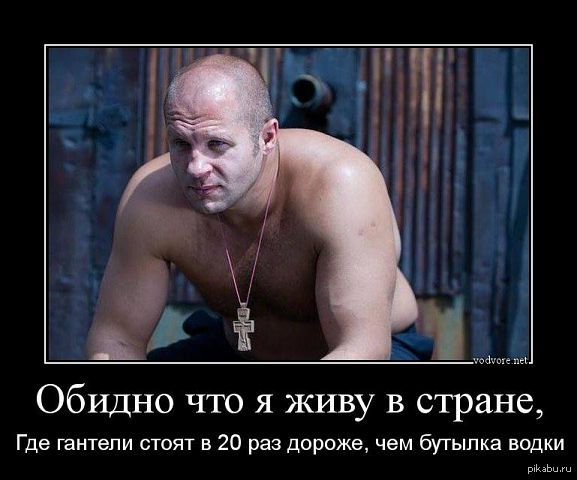 vodvore.net
Обидно что я живу в стране,
Где гантели стоят в 20 раз дороже, чем бутылка водки
pikabu.ru